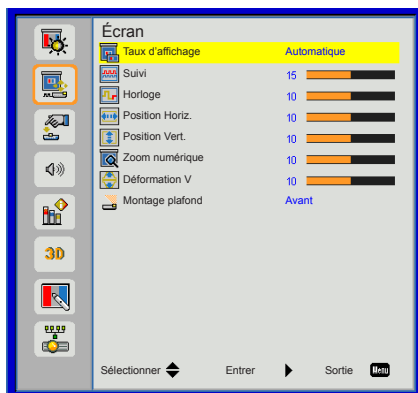 Écran
Taux d'affichage Automatique
Suivi 15
Horloge 10
Position Horiz. 10
Position Vert. 10
Zoom numérique 10
Déformation V 10
Montage plafond Avant
3D
Sélectionner Entrer Sortie Menu